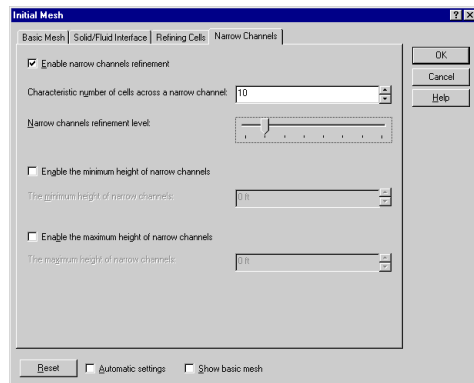 Initial Mesh
Basic Mesh Solid/Fluid Interface Refining Cells Narrow Channels
OK
Enable narrow channels refinement
Cancel
Characteristic number of cells across a narrow channel: 10
Help
Narrow channels refinement level:
Enable the minimum height of narrow channels
The minimum height of narrow channels: 0 ft
Enable the maximum height of narrow channels
The maximum height of narrow channels: 0 ft
Reset Automatic settings Show basic mesh